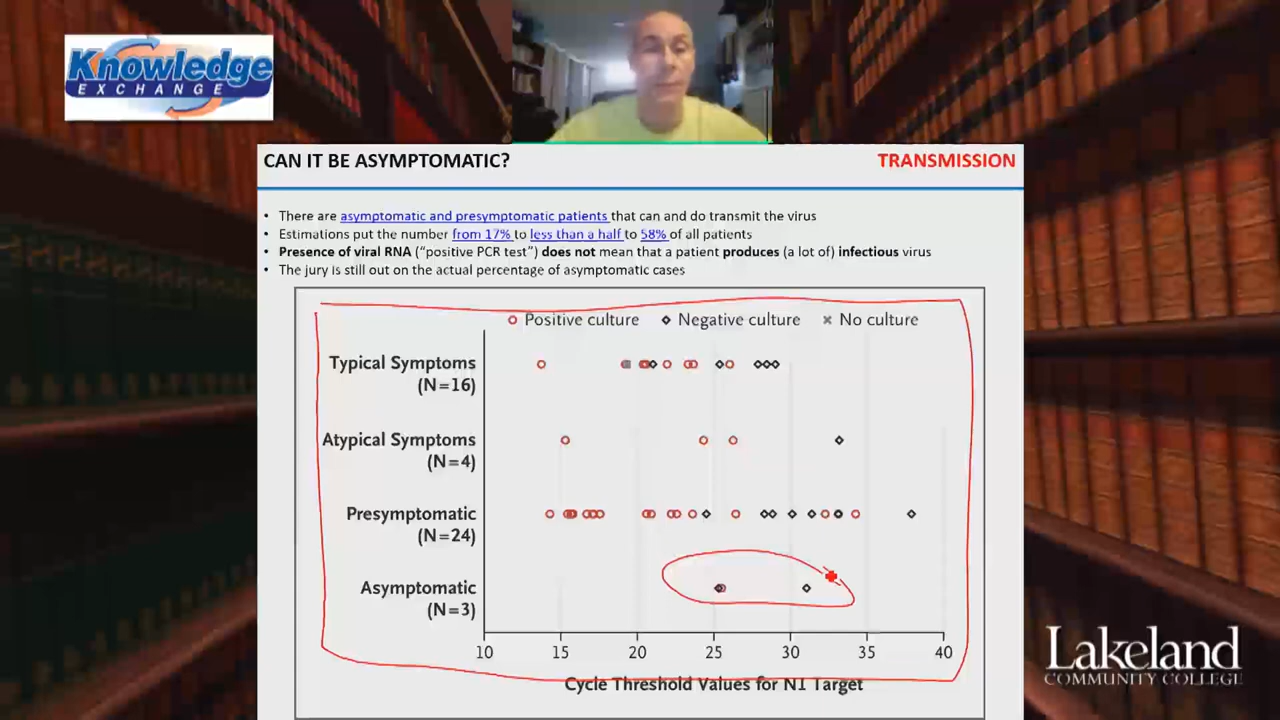 Knowledge
EXCHANGE
CAN IT BE ASYMPTOMATIC?
TRANSMISSION
• There are asymptomatic and presymptomatic patients that can and do transmit the virus
• Estimations put the number from 17% to less than a half to 58% of all patients
• Presence of viral RNA (“positive PCR test”) does not mean that a patient produces (a lot of) infectious virus
• The jury is still out on the actual percentage of asymptomatic cases
Positive culture Negative culture No culture
Typical Symptoms
(N=16)
Atypical Symptoms
(N=4)
Presymptomatic
(N=24)
Asymptomatic
(N=3)
10 15 20 25 30 35 40
Cycle Threshold Values for N1 Target
Lakeland
COMMUNITY COLLEGE